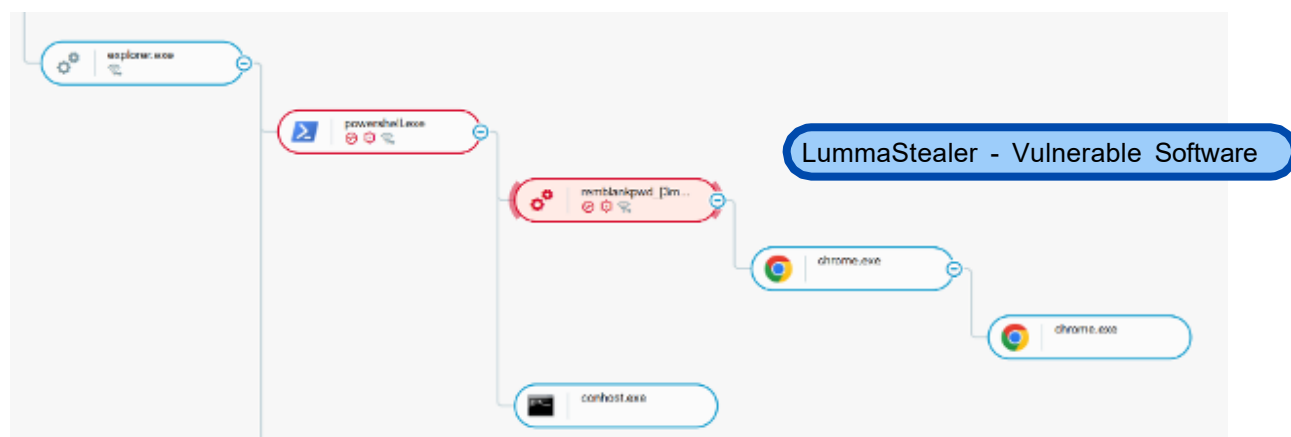 explorer.exe
powershell.exe
LummaStealer - Vulnerable Software
remblankpwd_[3m...
chrome.exe
chrome.exe
conhost.exe